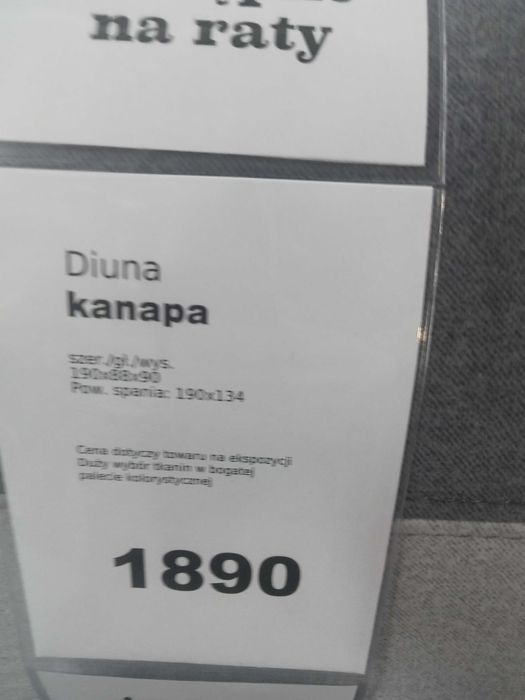 na raty
Diuna
kanapa
szer./gł./wys.
190x88x90
Pow. spania: 190x134
Cena dotyczy towaru na ekspozycji
Duży wybór tkanin w bogatej
palecie kolorystycznej
1890